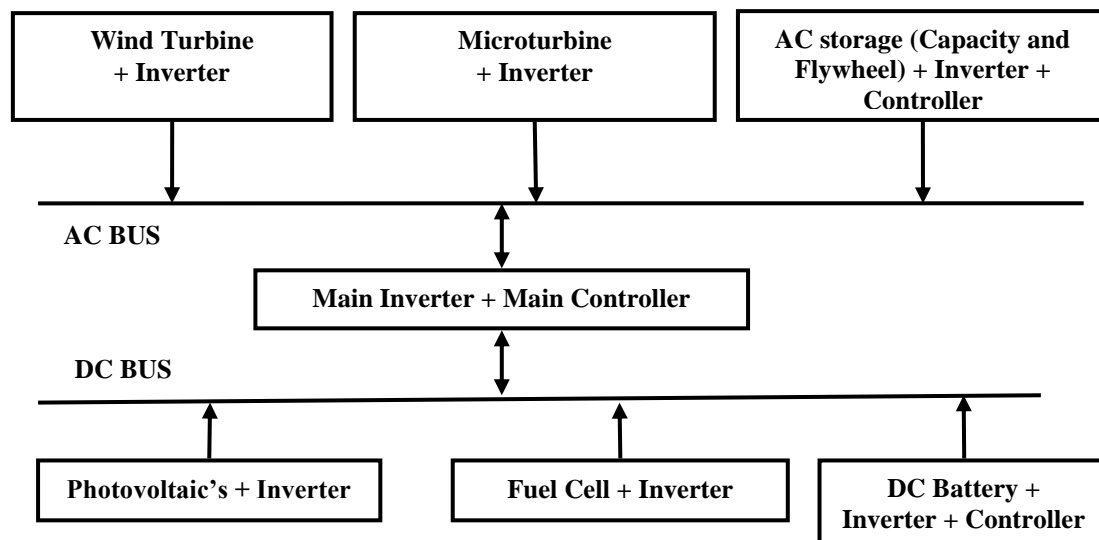 Wind Turbine
+ Inverter
Microturbine
+ Inverter
AC storage (Capacity and
Flywheel) + Inverter +
Controller
AC BUS
Main Inverter + Main Controller
DC BUS
Photovoltaic’s + Inverter
Fuel Cell + Inverter
DC Battery +
Inverter + Controller